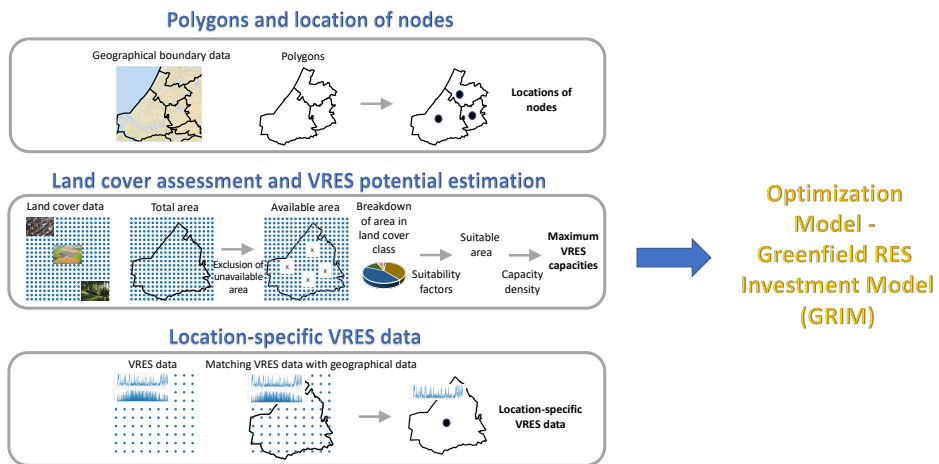 Polygons and location of nodes
Geographical boundary data
Polygons
Locations of
nodes
Land cover assessment and VRES potential estimation
Land cover data
Total area
Exclusion of
unavailable
area
Available area
x
x
x
x
Breakdown
of area in
land cover
class
Suitability
factors
Suitable
area
Capacity
density
Maximum
VRES
capacities
Location-specific VRES data
VRES data
Matching VRES data with geographical data
Location-specific
VRES data
Optimization
Model -
Greenfield RES
Investment Model
(GRIM)